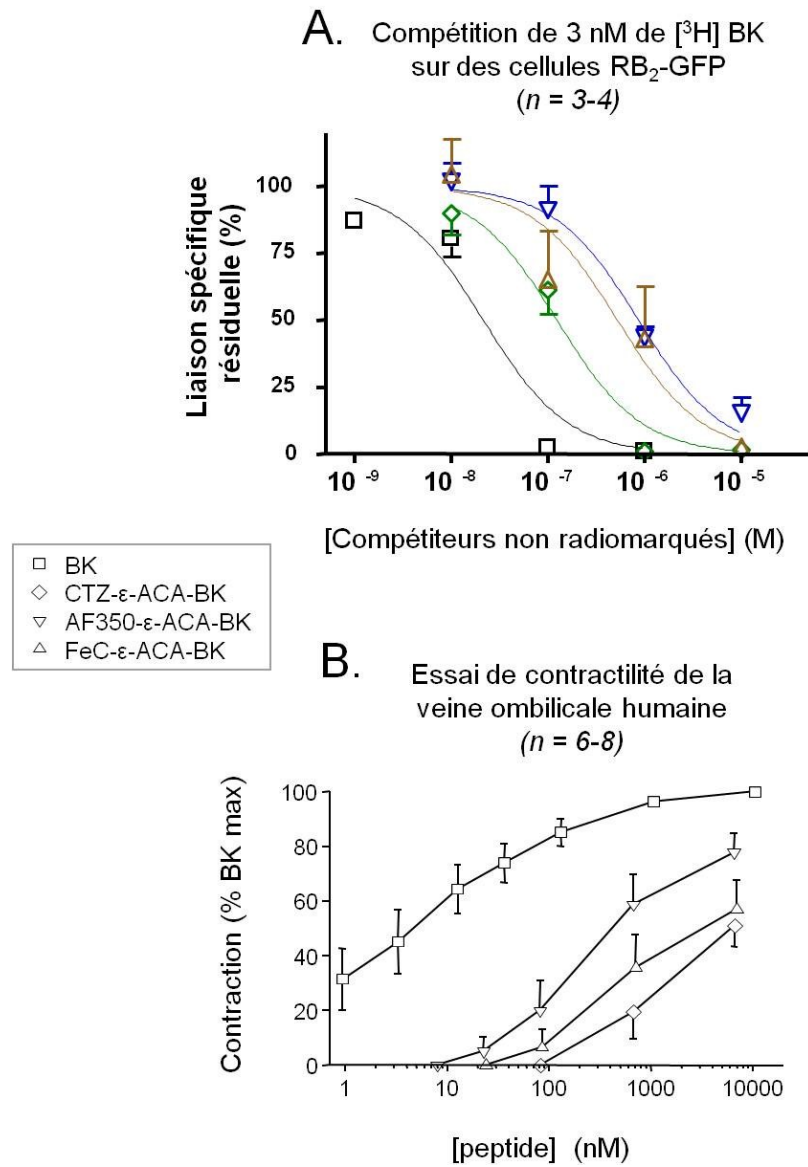 A. Compétition de 3 nM de [³H] BK
sur des cellules RB₂-GFP
(n = 3-4)
Liaison spécifique
résiduelle (%)
100
75
50
25
0
10⁻⁹ 10⁻⁸ 10⁻⁷ 10⁻⁶ 10⁻⁵
[Compétiteurs non radiomarqués] (M)
BK
CTZ-ε-ACA-BK
AF350-ε-ACA-BK
FeC-ε-ACA-BK
B. Essai de contractilité de la
veine ombilicale humaine
(n = 6-8)
Contraction (% BK max)
100
80
60
40
20
0
1 10 100 1000 10000
[peptide] (nM)